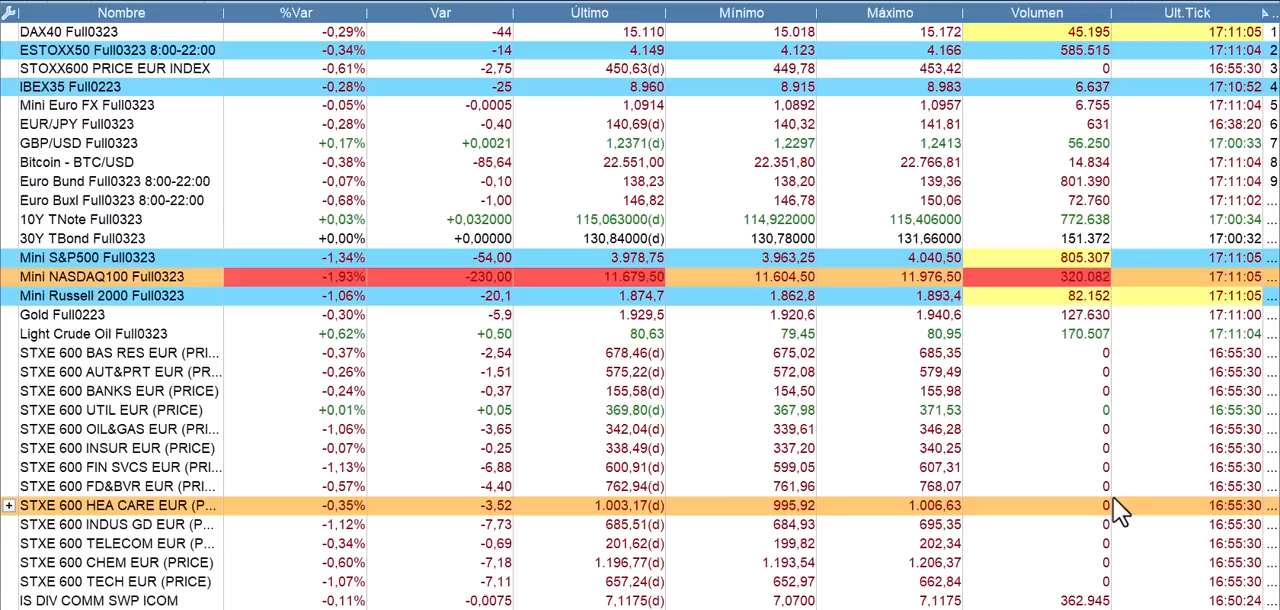 Nombre %Var Var Último Mínimo Máximo Volumen Ult.Tick ...
DAX40 Full0323 -0,29% -44 15.110 15.018 15.172 45.195 17:11:05 1
ESTOXX50 Full0323 8:00-22:00 -0,34% -14 4.149 4.123 4.166 585.515 17:11:04 2
STOXX600 PRICE EUR INDEX -0,61% -2,75 450,63(d) 449,78 453,42 0 16:55:30 3
IBEX35 Full0223 -0,28% -25 8.960 8.915 8.983 6.637 17:10:52 4
Mini Euro FX Full0323 -0,05% -0,0005 1,0914 1,0892 1,0957 6.755 17:11:04 5
EUR/JPY Full0323 -0,28% -0,40 140,69(d) 140,32 141,81 631 16:38:20 6
GBP/USD Full0323 +0,17% +0,0021 1,2371(d) 1,2297 1,2413 56.250 17:00:33 7
Bitcoin - BTC/USD -0,38% -85,64 22.551,00 22.351,80 22.766,81 14.834 17:11:04 8
Euro Bund Full0323 8:00-22:00 -0,07% -0,10 138,23 138,20 139,36 801.390 17:11:04 9
Euro Buxl Full0323 8:00-22:00 -0,68% -1,00 146,82 146,78 150,06 72.760 17:11:02 ...
10Y TNote Full0323 +0,03% +0,032000 115,063000(d) 114,922000 115,406000 772.638 17:00:34 ...
30Y TBond Full0323 +0,00% +0,00000 130,84000(d) 130,78000 131,66000 151.372 17:00:32 ...
Mini S&P500 Full0323 -1,34% -54,00 3.978,75 3.963,25 4.040,50 805.307 17:11:05 ...
Mini NASDAQ100 Full0323 -1,93% -230,00 11.679,50 11.604,50 11.976,50 320.082 17:11:05 ...
Mini Russell 2000 Full0323 -1,06% -20,1 1.874,7 1.862,8 1.893,4 82.152 17:11:05 ...
Gold Full0223 -0,30% -5,9 1.929,5 1.920,6 1.940,6 127.630 17:11:00 ...
Light Crude Oil Full0323 +0,62% +0,50 80,63 79,45 80,95 170.507 17:11:04 ...
STXE 600 BAS RES EUR (PRI... -0,37% -2,54 678,46(d) 675,02 685,35 0 16:55:30 ...
STXE 600 AUT&PRT EUR (PR... -0,26% -1,51 575,22(d) 572,08 579,49 0 16:55:30 ...
STXE 600 BANKS EUR (PRICE) -0,24% -0,37 155,58(d) 154,50 155,98 0 16:55:30 ...
STXE 600 UTIL EUR (PRICE) +0,01% +0,05 369,80(d) 367,98 371,53 0 16:55:30 ...
STXE 600 OIL&GAS EUR (PRI... -1,06% -3,65 342,04(d) 339,61 346,28 0 16:55:30 ...
STXE 600 INSUR EUR (PRICE) -0,07% -0,25 338,49(d) 337,20 340,25 0 16:55:30 ...
STXE 600 FIN SVCS EUR (PRI... -1,13% -6,88 600,91(d) 599,05 607,31 0 16:55:30 ...
STXE 600 FD&BVR EUR (PRI... -0,57% -4,40 762,94(d) 761,96 768,07 0 16:55:30 ...
STXE 600 HEA CARE EUR (P... -0,35% -3,52 1.003,17(d) 995,92 1.006,63 0 16:55:30 ...
STXE 600 INDUS GD EUR (P... -1,12% -7,73 685,51(d) 684,93 695,35 0 16:55:30 ...
STXE 600 TELECOM EUR (P... -0,34% -0,69 201,62(d) 199,82 202,34 0 16:55:30 ...
STXE 600 CHEM EUR (PRICE) -0,60% -7,18 1.196,77(d) 1.193,54 1.206,37 0 16:55:30 ...
STXE 600 TECH EUR (PRICE) -1,07% -7,11 657,24(d) 652,97 662,84 0 16:55:30 ...
IS DIV COMM SWP ICOM -0,11% -0,0075 7,1175(d) 7,0700 7,1175 362.945 16:50:24 ...